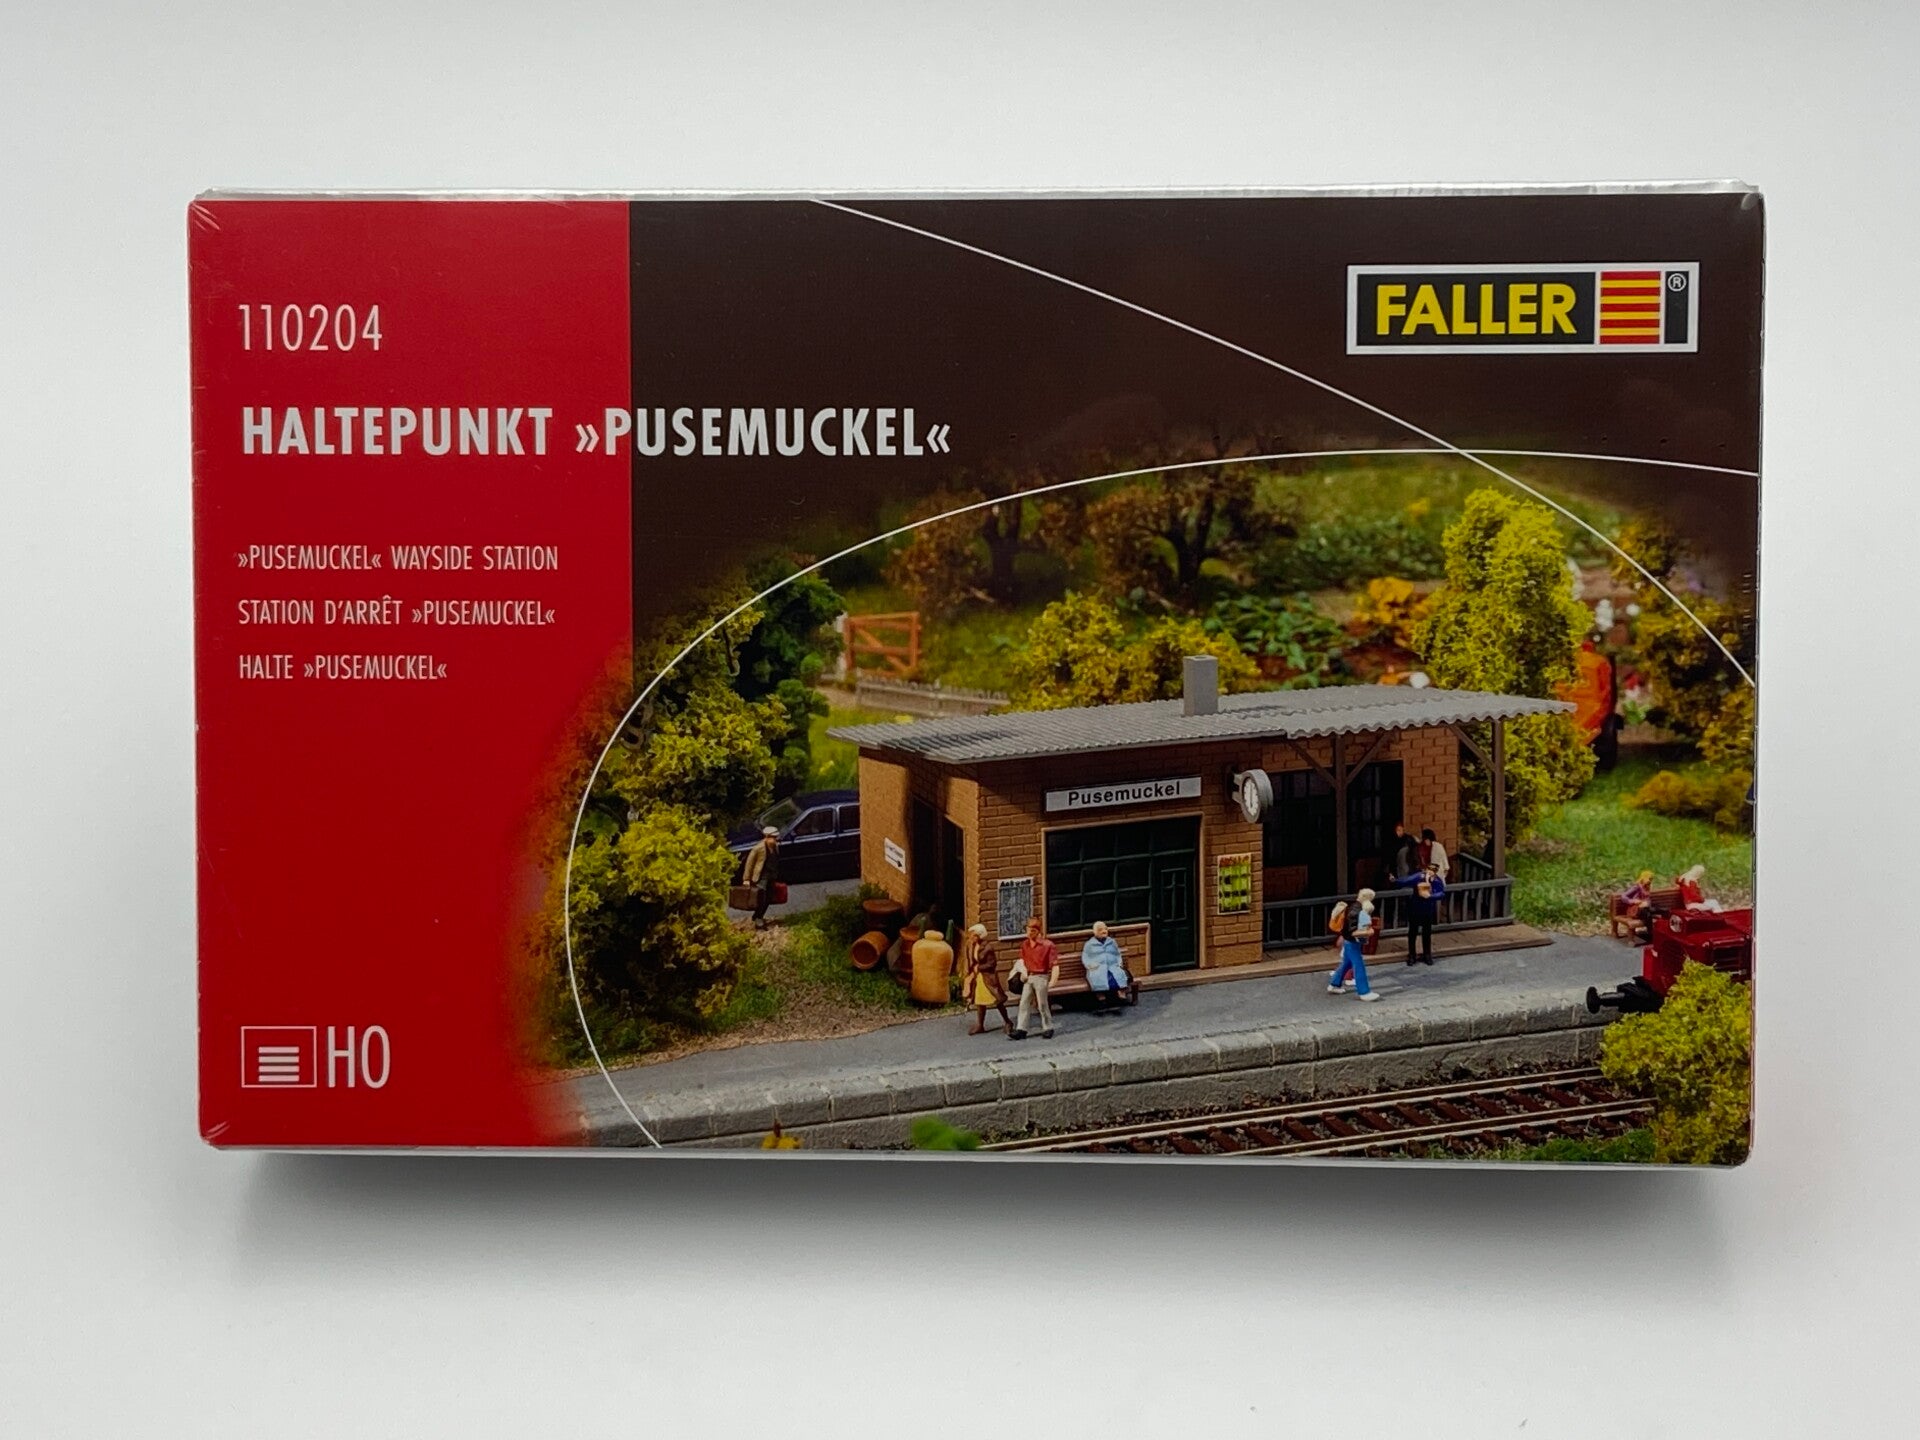 110204
FALLER®
HALTEPUNKT »PUSEMUCKEL«
»PUSEMUCKEL« WAYSIDE STATION
STATION D'ARRÊT »PUSEMUCKEL«
HALTE »PUSEMUCKEL«
Pusemuckel
H0